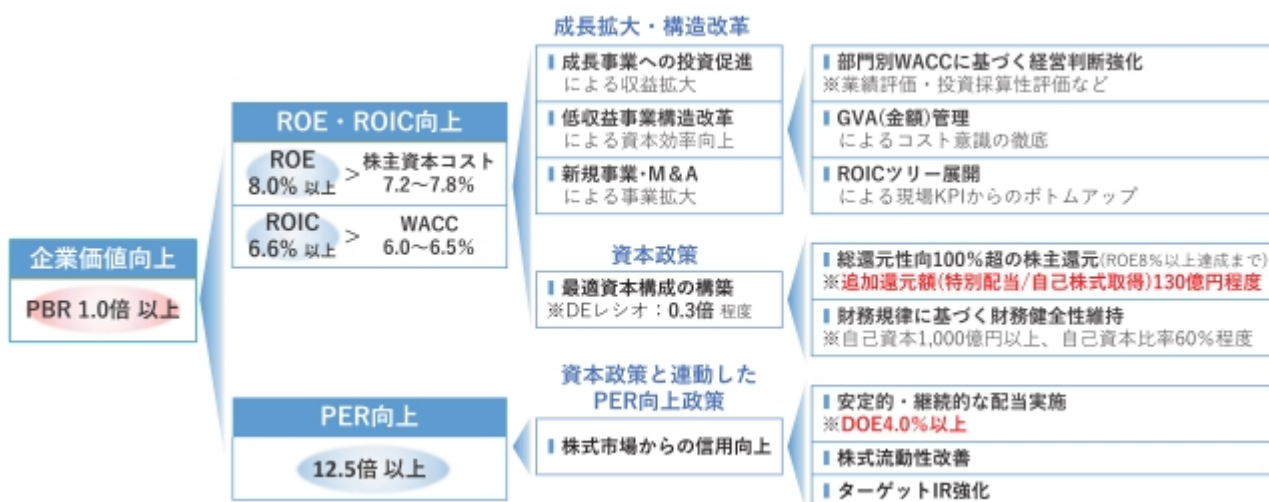 企業価値向上
PBR 1.0倍 以上
ROE・ROIC向上
ROE
8.0% 以上
>
株主資本コスト
7.2～7.8%
ROIC
6.6% 以上
>
WACC
6.0～6.5%
PER向上
12.5倍 以上
成長拡大・構造改革
成長事業への投資促進
による収益拡大
低収益事業構造改革
による資本効率向上
新規事業・M＆A
による事業拡大
資本政策
最適資本構成の構築
※DEレシオ：0.3倍 程度
資本政策と連動した
PER向上政策
株式市場からの信用向上
部門別WACCに基づく経営判断強化
※業績評価・投資採算性評価など
GVA(金額)管理
によるコスト意識の徹底
ROICツリー展開
による現場KPIからのボトムアップ
総還元性向100%超の株主還元(ROE8%以上達成まで)
※追加還元額(特別配当/自己株式取得)130億円程度
財務規律に基づく財務健全性維持
※自己資本1,000億円以上、自己資本比率60%程度
安定的・継続的な配当実施
※DOE4.0%以上
株式流動性改善
ターゲットIR強化